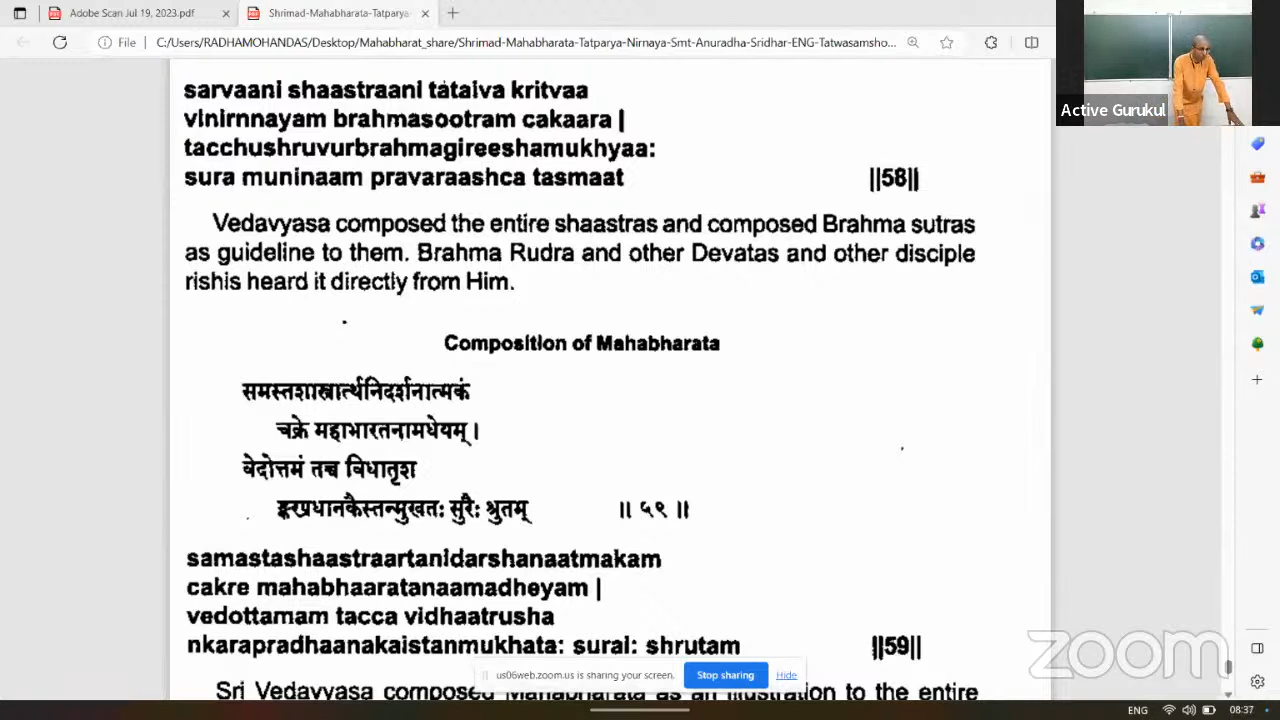 Adobe Scan Jul 19, 2023.pdf
Shrimad-Mahabharata-Tatparya
File
C:/Users/RADHAMOHANDAS/Desktop/Mahabharat_share/Shrimad-Mahabharata-Tatparya-Nirnaya-Smt-Anuradha-Sridhar-ENG-Tatwasamsho...
Active Gurukul
sarvaani shaastraani tataiva kritvaa
vinirnnayam brahmasootram cakaara |
tacchushruvurbrahmagireeshamukhyaa:
sura muninaam pravaraashca tasmaat ||58||
Vedavyasa composed the entire shaastras and composed Brahma sutras
as guideline to them. Brahma Rudra and other Devatas and other disciple
rishis heard it directly from Him.
Composition of Mahabharata
समस्तशास्त्रार्त्थनिदर्शनात्मकं
चक्रे महाभारतनामधेयम् ।
वेदोत्तमं तच्च विधातृश
ङ्करप्रधानकैस्तन्मुखतः सुरैः श्रुतम् ॥ ५९ ॥
samastashaastraartanidarshanaatmakam
cakre mahabhaaratanaamadheyam |
vedottamam tacca vidhaatrusha
nkarapradhaanakaistanmukhata: surai: shrutam ||59||
zoom
us06web.zoom.us is sharing your screen.
Stop sharing
Hide
Sri Vedavyasa composed Mahabharata as an illustration to the entire
ENG
08:37